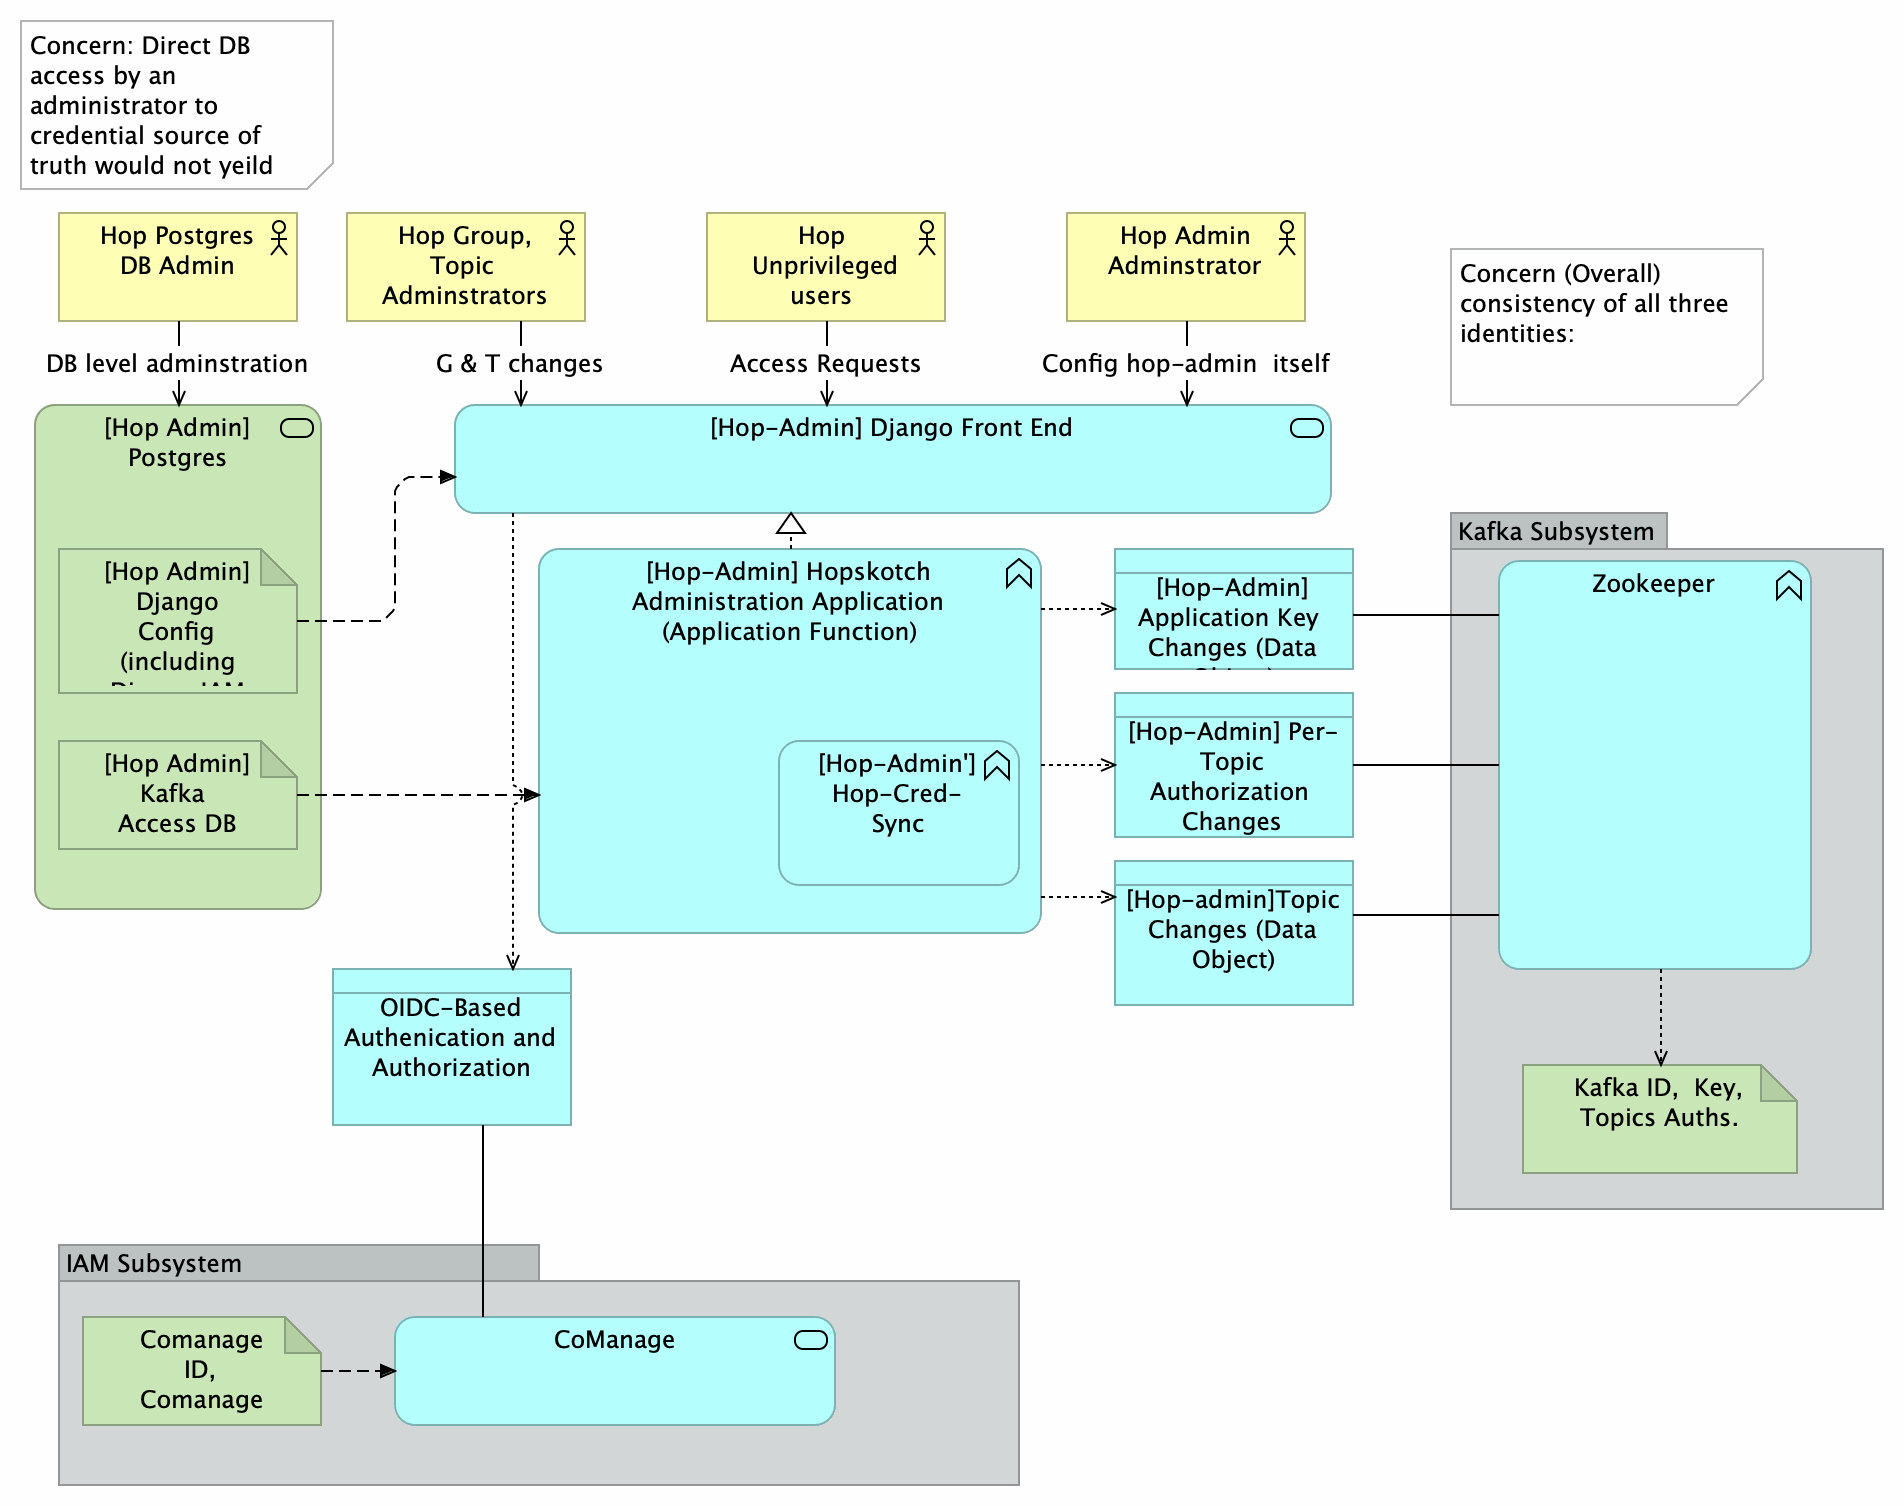 Concern: Direct DB
access by an
administrator to
credential source of
truth would not yeild
Hop Postgres
DB Admin
Hop Group,
Topic
Adminstrators
Hop
Unprivileged
users
Hop Admin
Adminstrator
Concern (Overall)
consistency of all three
identities:
DB level adminstration
G & T changes
Access Requests
Config hop-admin  itself
[Hop Admin]
Postgres
[Hop-Admin] Django Front End
[Hop Admin]
Django
Config
(including
[Hop Admin]
Kafka
Access DB
[Hop-Admin] Hopskotch
Administration Application
(Application Function)
[Hop-Admin']
Hop-Cred-
Sync
[Hop-Admin]
Application Key
Changes (Data
[Hop-Admin] Per-
Topic
Authorization
Changes
[Hop-admin]Topic
Changes (Data
Object)
Kafka Subsystem
Zookeeper
Kafka ID,  Key,
Topics Auths.
OIDC-Based
Authenication and
Authorization
IAM Subsystem
Comanage
ID,
Comanage
CoManage